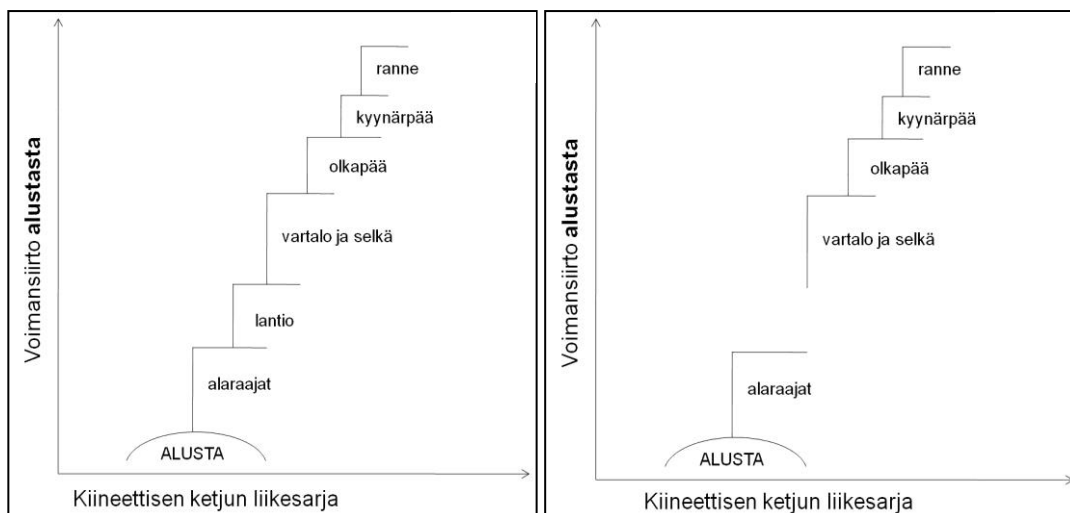 ranne
kyynärpää
olkapää
vartalo ja selkä
lantio
alaraajat
ALUSTA
Voimansiirto alustasta
Kiineettisen ketjun liikesarja
ranne
kyynärpää
olkapää
vartalo ja selkä
alaraajat
ALUSTA
Voimansiirto alustasta
Kiineettisen ketjun liikesarja